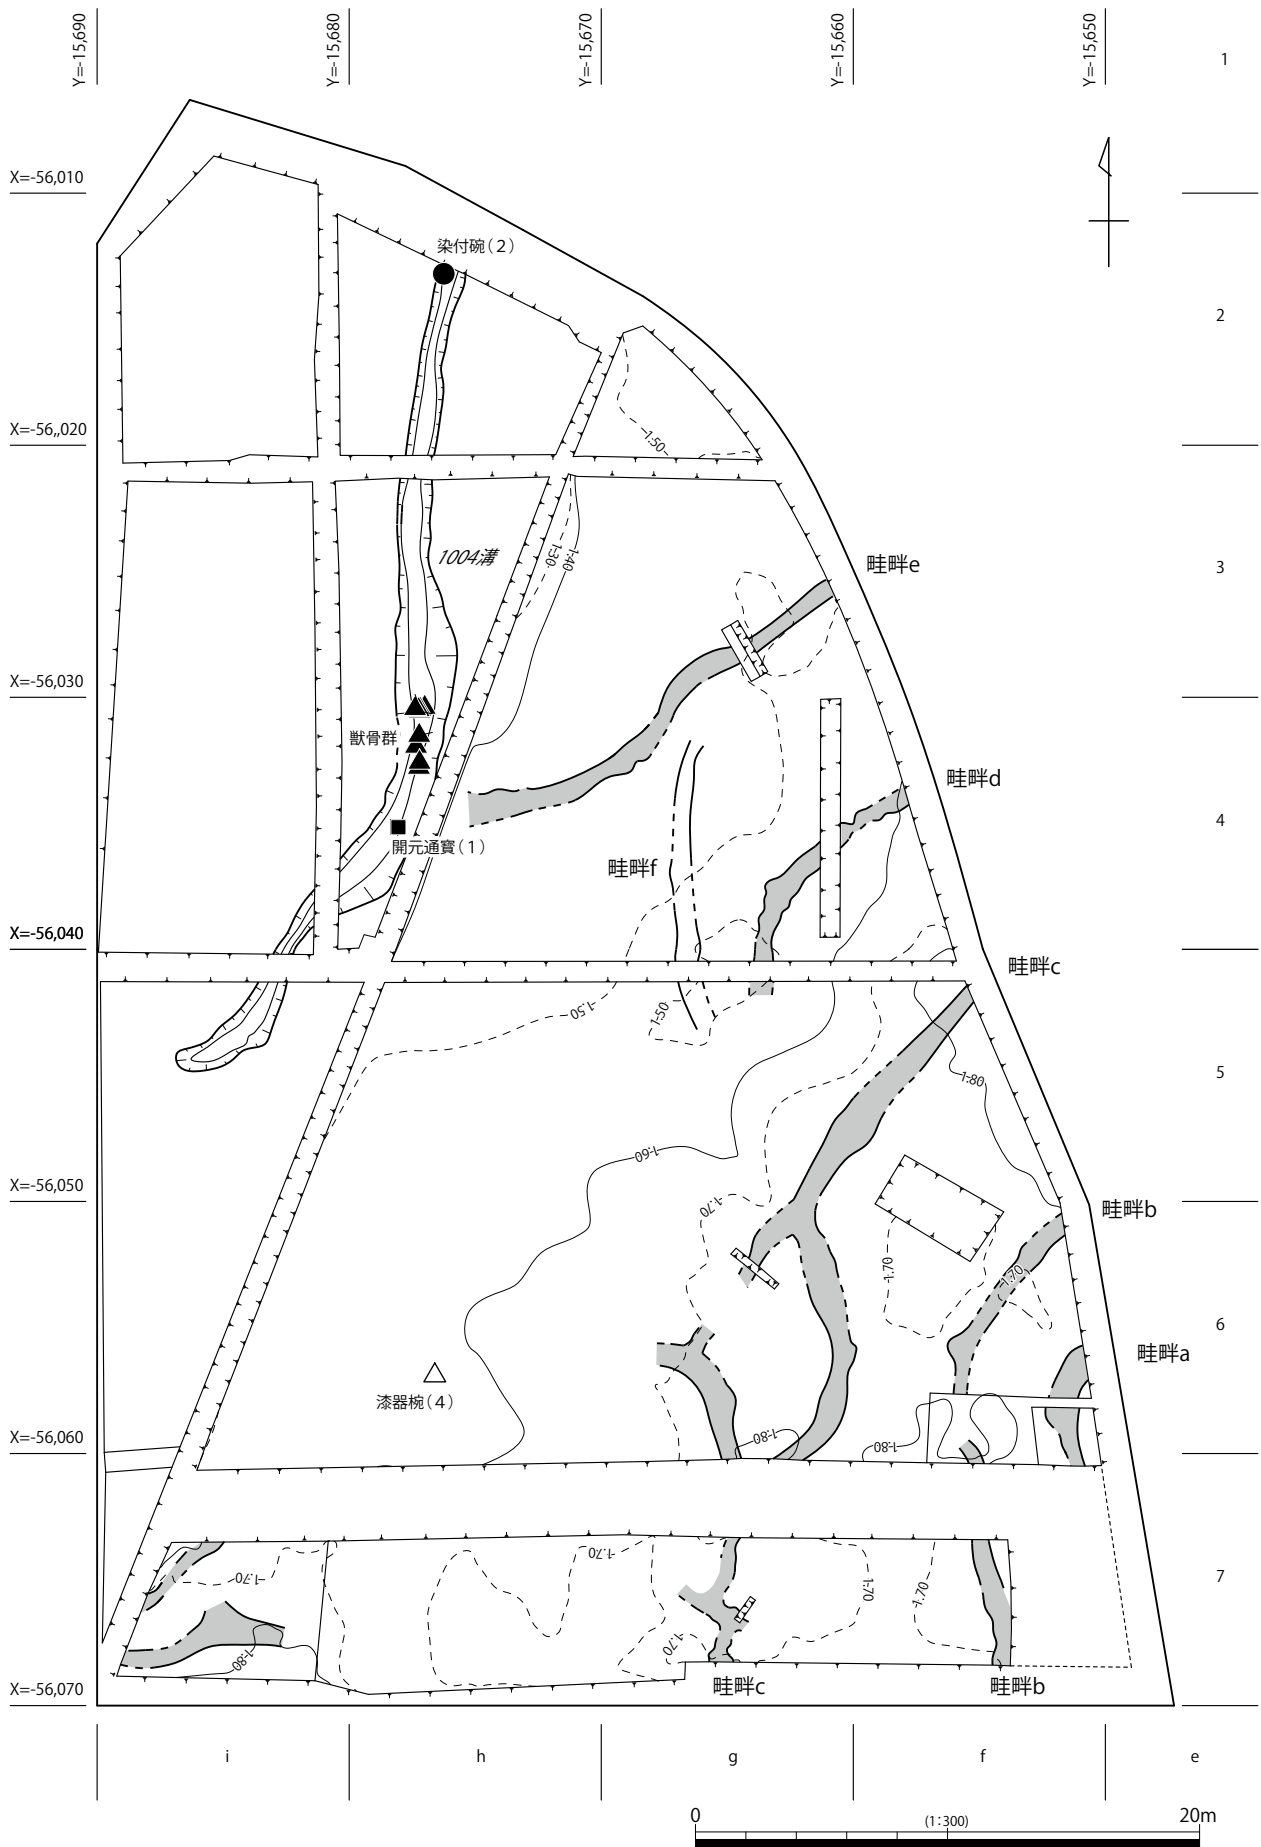 Y=-15,690
Y=-15,680
Y=-15,670
Y=-15,660
Y=-15,650
1
X=-56,010
染付碗（2）
2
X=-56,,020
1.50
1004溝
1.30
1.40
畦畔e
3
X=-56,030
獣骨群
畦畔d
4
開元通寳（1）
畦畔f
X=-56,040
畦畔c
1.50
1.50
5
1.80
1.60
X=-56,050
1.70
畦畔b
1.70
1.70
6
畦畔a
漆器椀（4）
X=-56,060
1.80
1.80
1.70
1.70
1.70
1.70
7
1.70
1.80
X=-56,070
畦畔c
畦畔b
i
h
g
f
e
0
(1：300)
20m